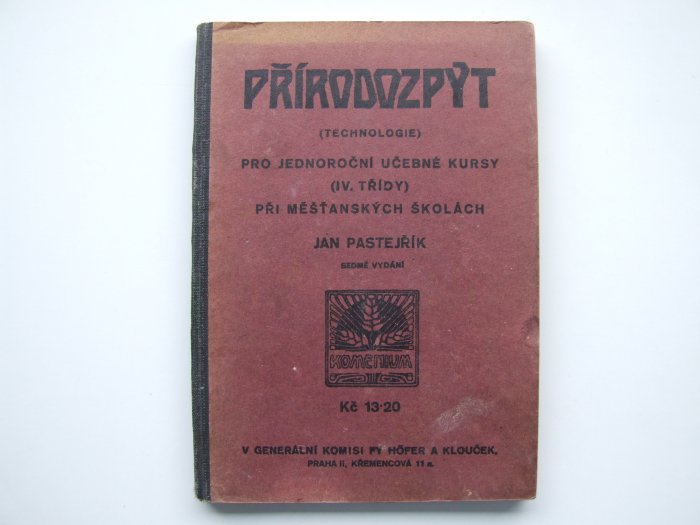 PŘÍRODOZPYT
(TECHNOLOGIE)
PRO JEDNOROČNÍ UČEBNÉ KURSY
(IV. TŘÍDY)
PŘI MĚŠŤANSKÝCH ŠKOLÁCH
JAN PASTEJŘÍK
SEDMÉ VYDÁNÍ
KOMENIUM
Kč 13·20
V GENERÁLNÍ KOMISI FY HÖFER A KLOUČEK,
PRAHA II, KŘEMENCOVÁ 11 n.